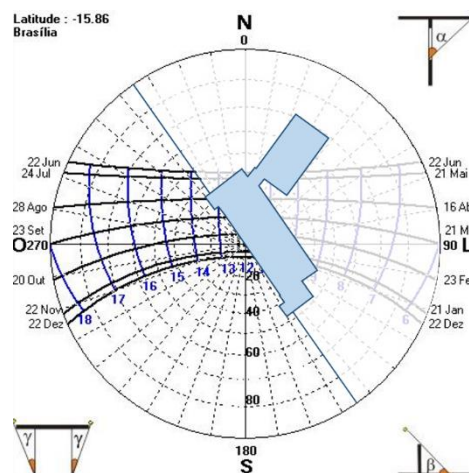 Latitude : -15.86
Brasília
N
0
α
22 Jun
24 Jul
28 Ago
23 Set
O 270
20 Out
22 Nov
22 Dez
22 Jun
21 Mai
16 Ab
21 M
90 L
23 Fe
21 Jan
22 Dez
18
17
16
15
14
13
12
8
7
6
20
40
60
80
180
S
γ
γ
β